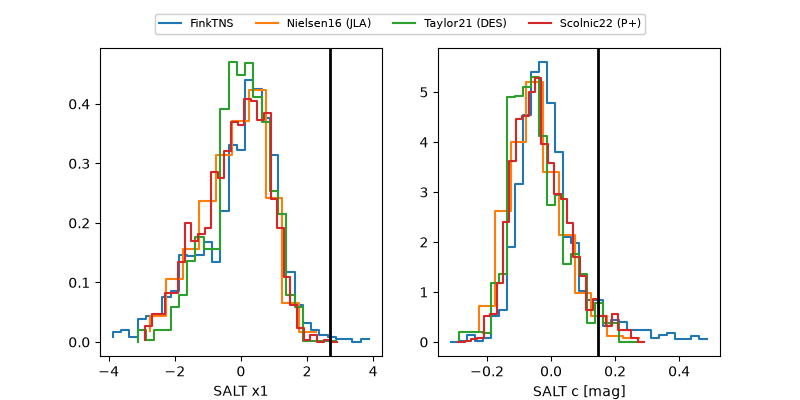 FinkTNS Nielsen16 (JLA) Taylor21 (DES) Scolnic22 (P+)
0.4
0.3
0.2
0.1
0.0
−4 −2 0 2 4
SALT x1
5
4
3
2
1
0
−0.2 0.0 0.2 0.4
SALT c [mag]